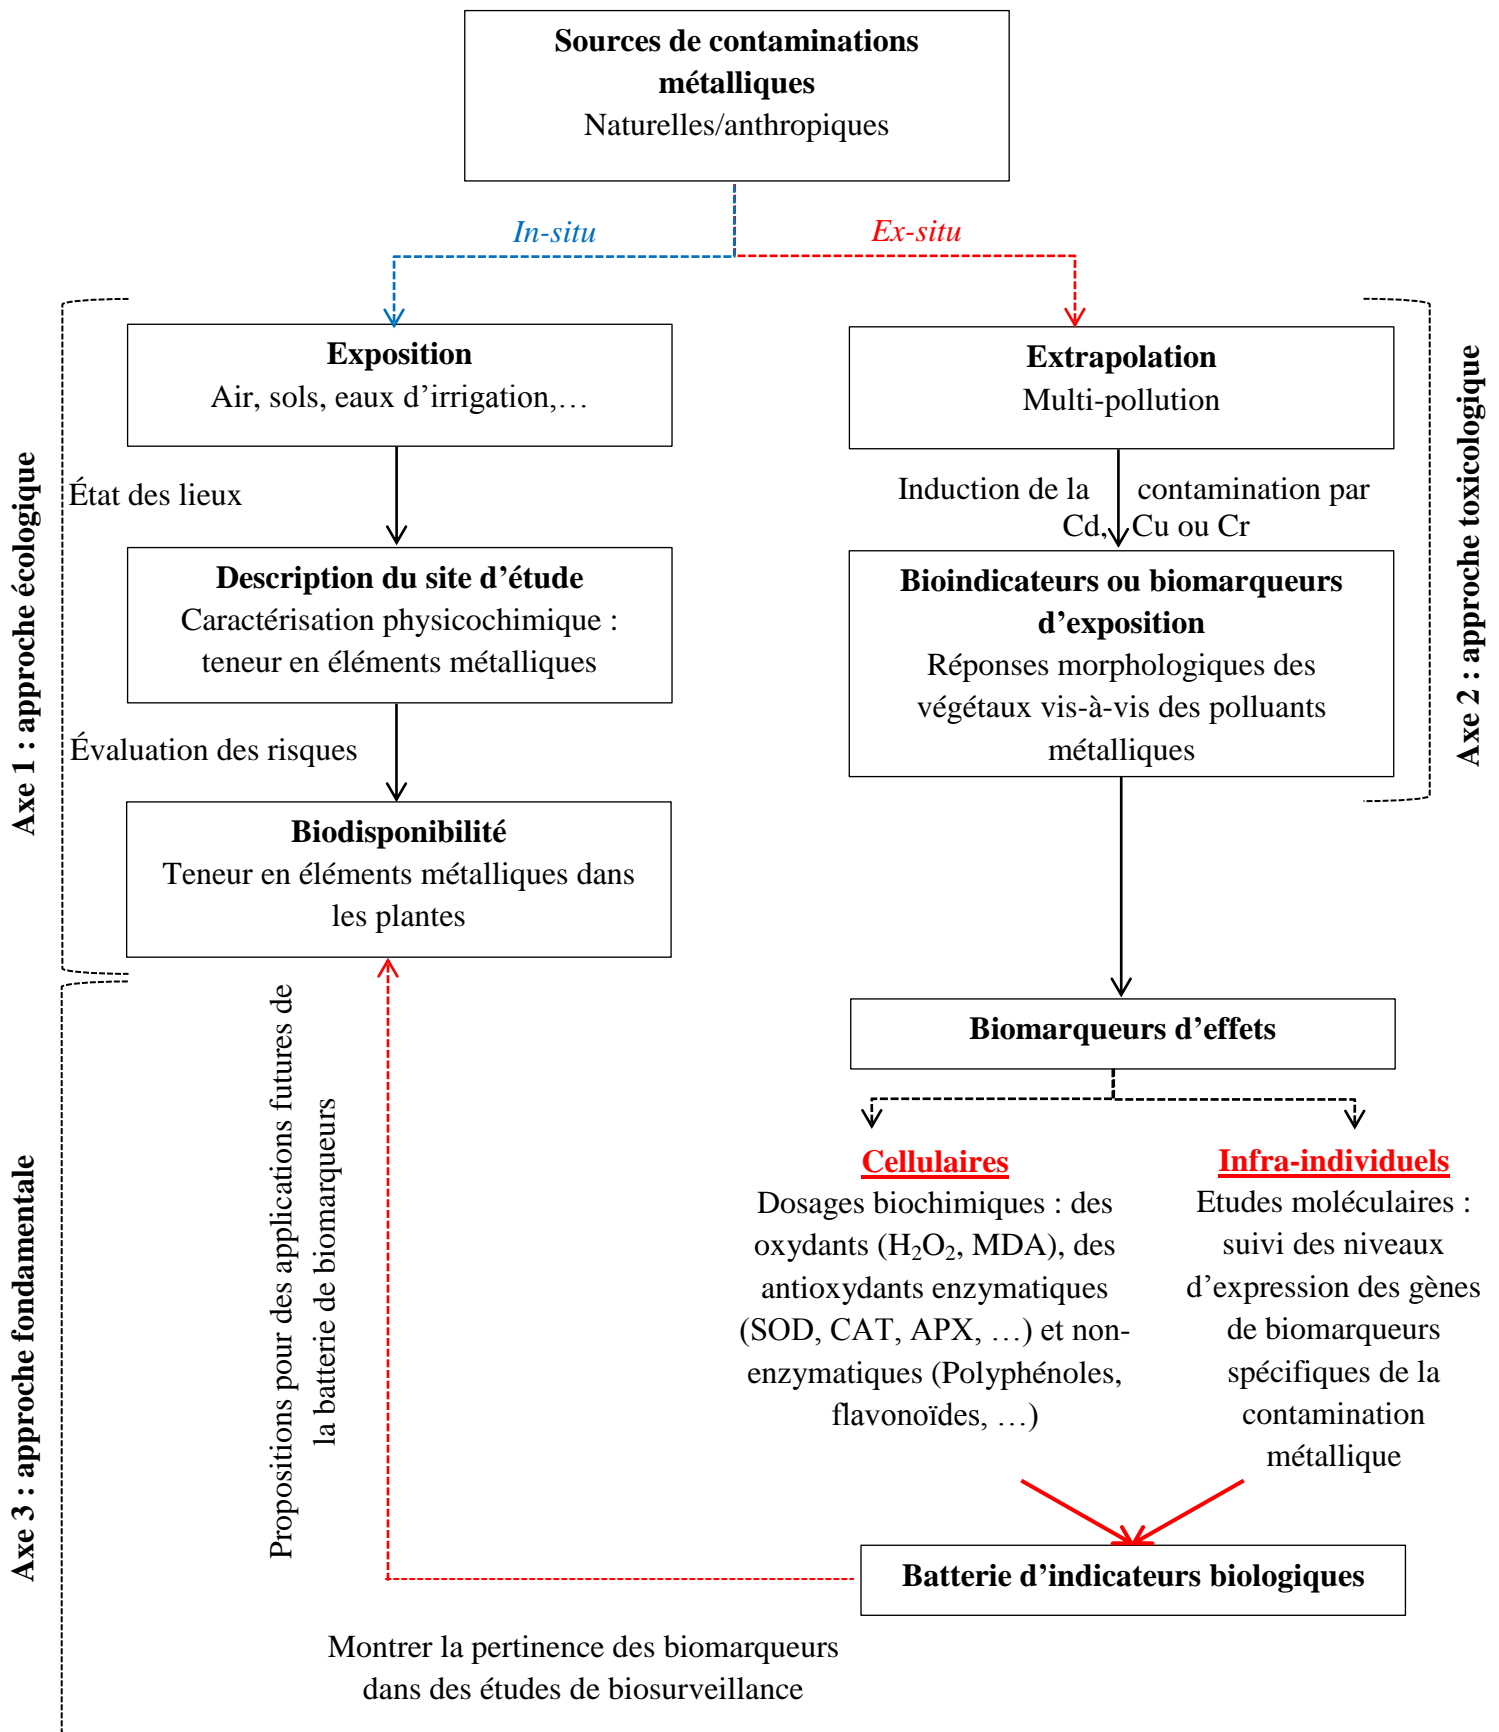 Sources de contaminations
métalliques
Naturelles/anthropiques
In-situ
Ex-situ
Axe 1 : approche écologique
Exposition
Air, sols, eaux d’irrigation,…
État des lieux
Description du site d’étude
Caractérisation physicochimique :
teneur en éléments métalliques
Évaluation des risques
Biodisponibilité
Teneur en éléments métalliques dans
les plantes
Extrapolation
Multi-pollution
Induction de la contamination par
Cd, Cu ou Cr
Bioindicateurs ou biomarqueurs
d’exposition
Réponses morphologiques des
végétaux vis-à-vis des polluants
métalliques
Axe 2 : approche toxicologique
Biomarqueurs d’effets
Cellulaires
Dosages biochimiques : des
oxydants (H₂O₂, MDA), des
antioxydants enzymatiques
(SOD, CAT, APX, …) et non-
enzymatiques (Polyphénoles,
flavonoïdes, …)
Infra-individuels
Etudes moléculaires :
suivi des niveaux
d’expression des gènes
de biomarqueurs
spécifiques de la
contamination
métallique
Batterie d’indicateurs biologiques
Propositions pour des applications futures de
la batterie de biomarqueurs
Axe 3 : approche fondamentale
Montrer la pertinence des biomarqueurs
dans des études de biosurveillance